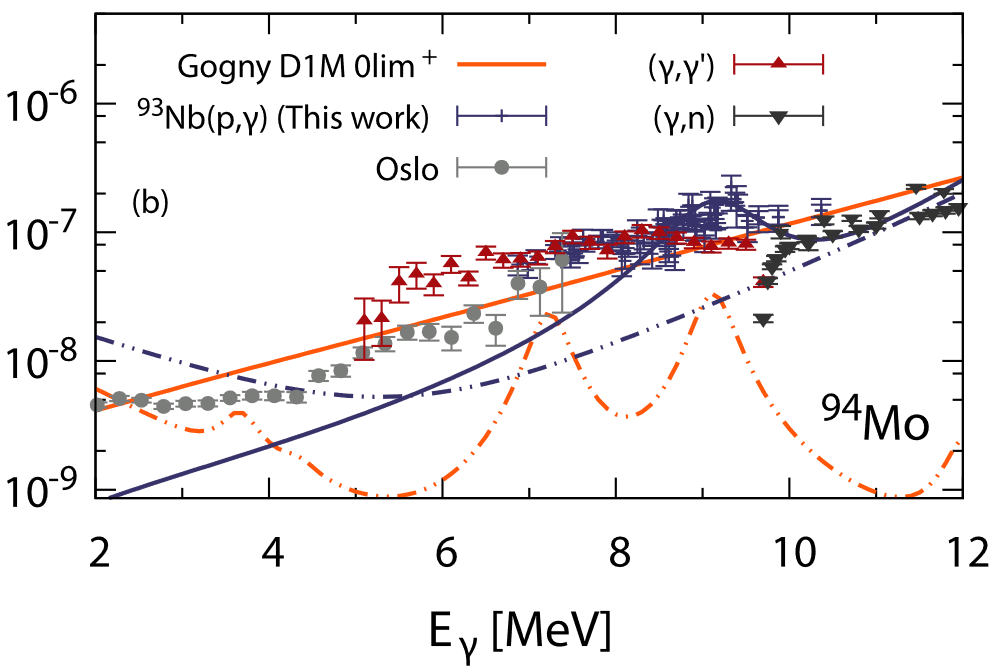 Gogny D1M 0lim⁺
(γ,γ')
⁹³Nb(p,γ) (This work)
(γ,n)
Oslo
(b)
⁹⁴Mo
10⁻⁶
10⁻⁷
10⁻⁸
10⁻⁹
2 4 6 8 10 12
E_γ [MeV]